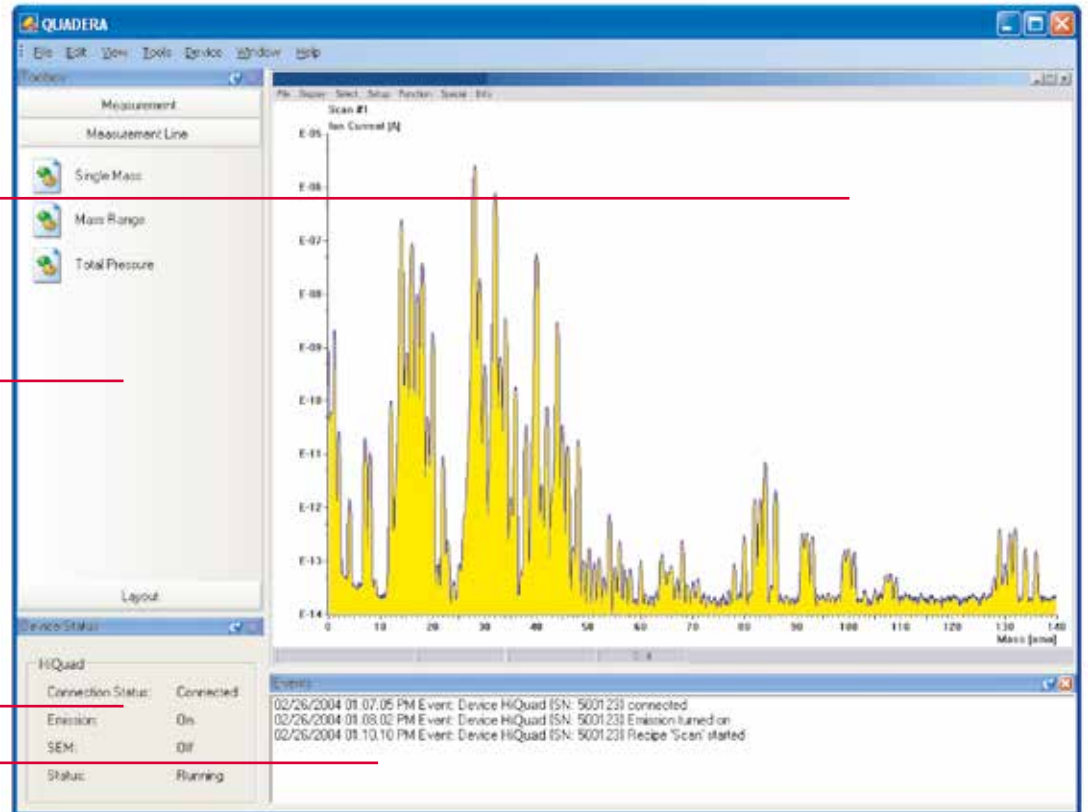 QUADERA
File Edit View Tools Device Window Help
Toolbox
Measurement
Measurement Line
Single Mass
Mass Range
Total Pressure
Layout
Device Status
HiQuad
Connection Status: Connected
Emission: On
SEM: Off
Status: Running
File Display Select Setup Function Special Info
Scan #1
Ion Current [A]
E-05
E-06
E-07
E-08
E-09
E-10
E-11
E-12
E-13
E-14
0 10 20 30 40 50 60 70 80 90 100 110 120 130 140
Mass [amu]
Events
02/26/2004 01.07.05 PM Event: Device HiQuad (SN: 500123) connected
02/26/2004 01.08.02 PM Event: Device HiQuad (SN: 500123) Emission turned on
02/26/2004 01.10.10 PM Event: Device HiQuad (SN: 500123) Recipe 'Scan' started